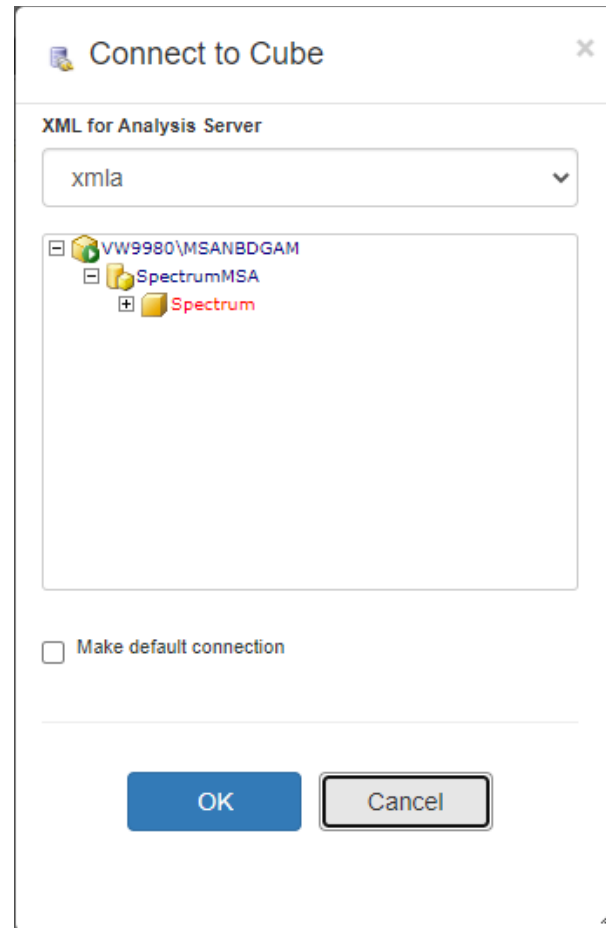 Connect to Cube
XML for Analysis Server
xmla
VW9980\MSANBDGAM
SpectrumMSA
Spectrum
Make default connection
OK
Cancel